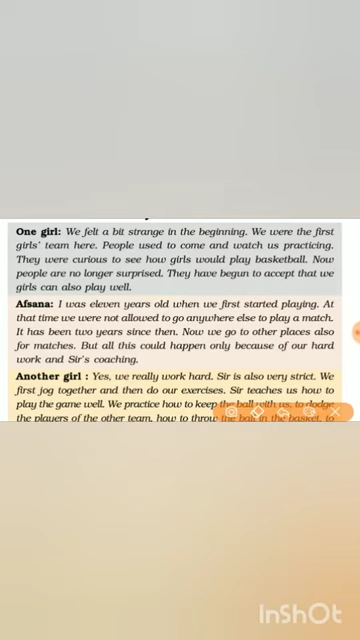 One girl: We felt a bit strange in the beginning. We were the first
girls' team here. People used to come and watch us practicing.
They were curious to see how girls would play basketball. Now
people are no longer surprised. They have begun to accept that we
girls can also play well.
Afsana: I was eleven years old when we first started playing. At
that time we were not allowed to go anywhere else to play a match.
It has been two years since then. Now we go to other places also
for matches. But all this could happen only because of our hard
work and Sir's coaching.
Another girl : Yes, we really work hard. Sir is also very strict. We
first jog together and then do our exercises. Sir teaches us how to
play the game well. We practice how to keep the ball with us, to dodge
the players of the other team, how to throw the ball in the basket, to
InShOt